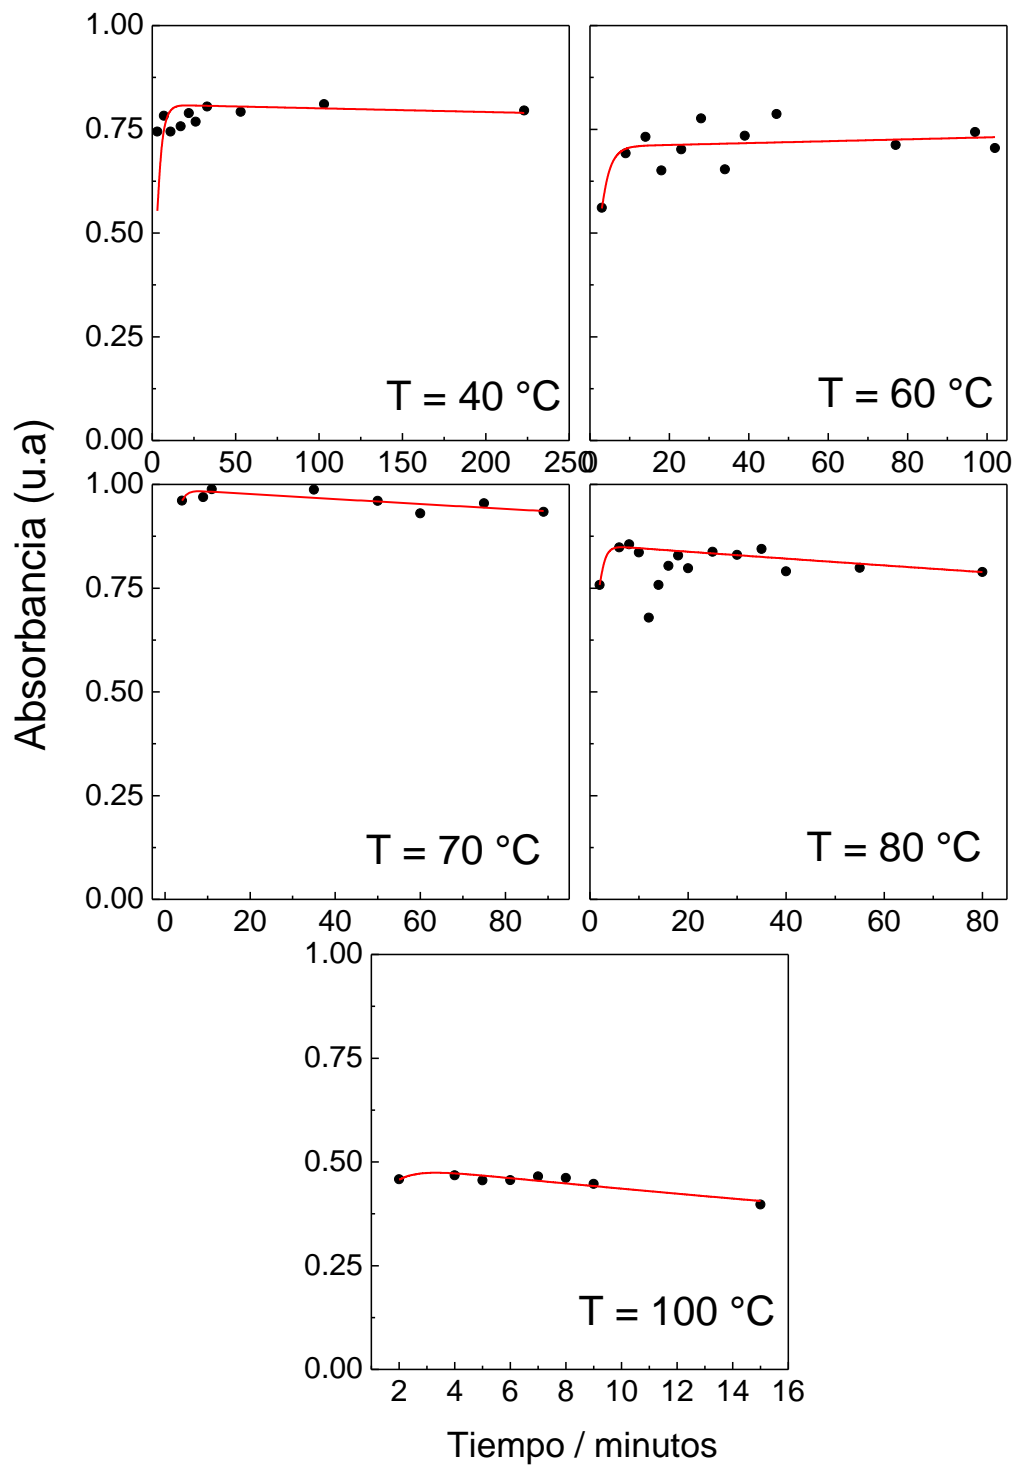 1.00
0.75
0.50
0.25
0.00
T = 40 °C
T = 60 °C
0 50 100 150 200 250
0 20 40 60 80 100
Absorbancia (u.a)
1.00
0.75
0.50
0.25
0.00
T = 70 °C
T = 80 °C
0 20 40 60 80
0 20 40 60 80
1.00
0.75
0.50
0.25
0.00
T = 100 °C
2 4 6 8 10 12 14 16
Tiempo / minutos